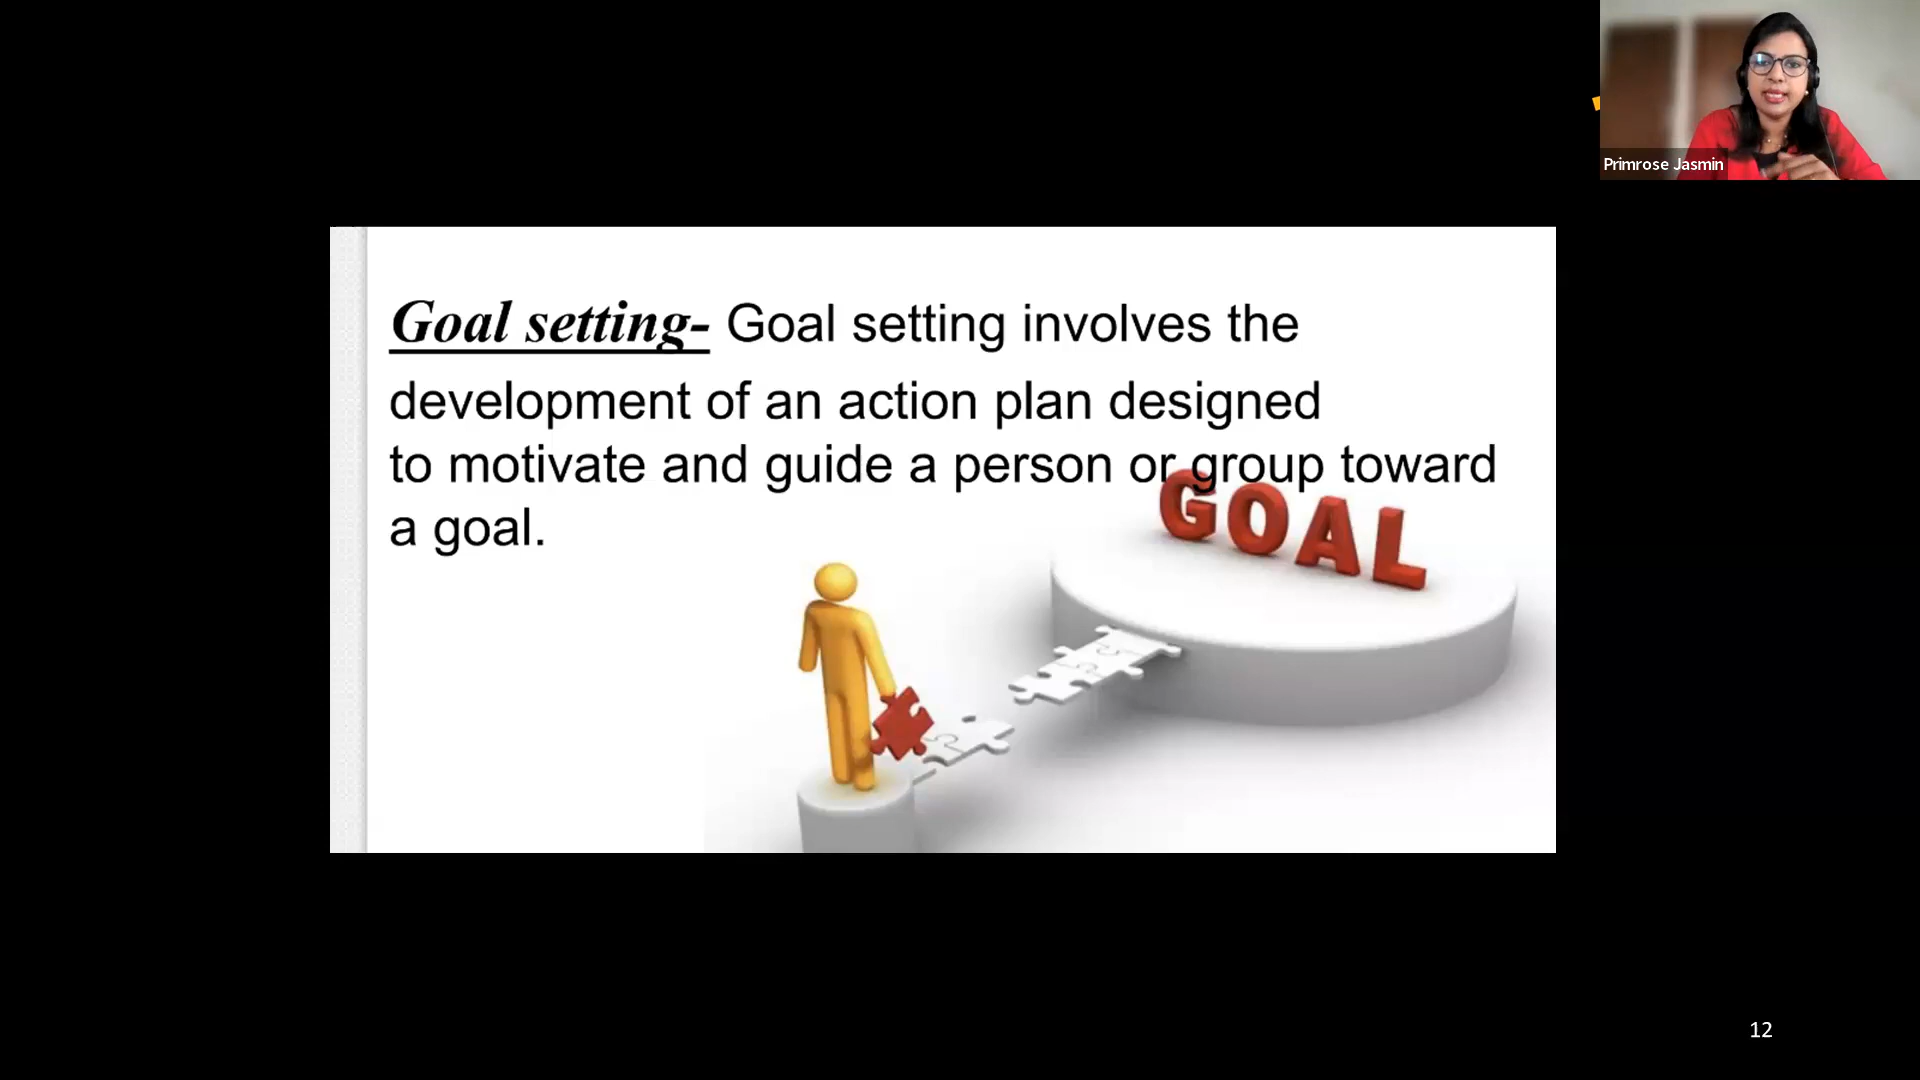 Primrose Jasmin
Goal setting- Goal setting involves the
development of an action plan designed
to motivate and guide a person or group toward
a goal.
GOAL
12